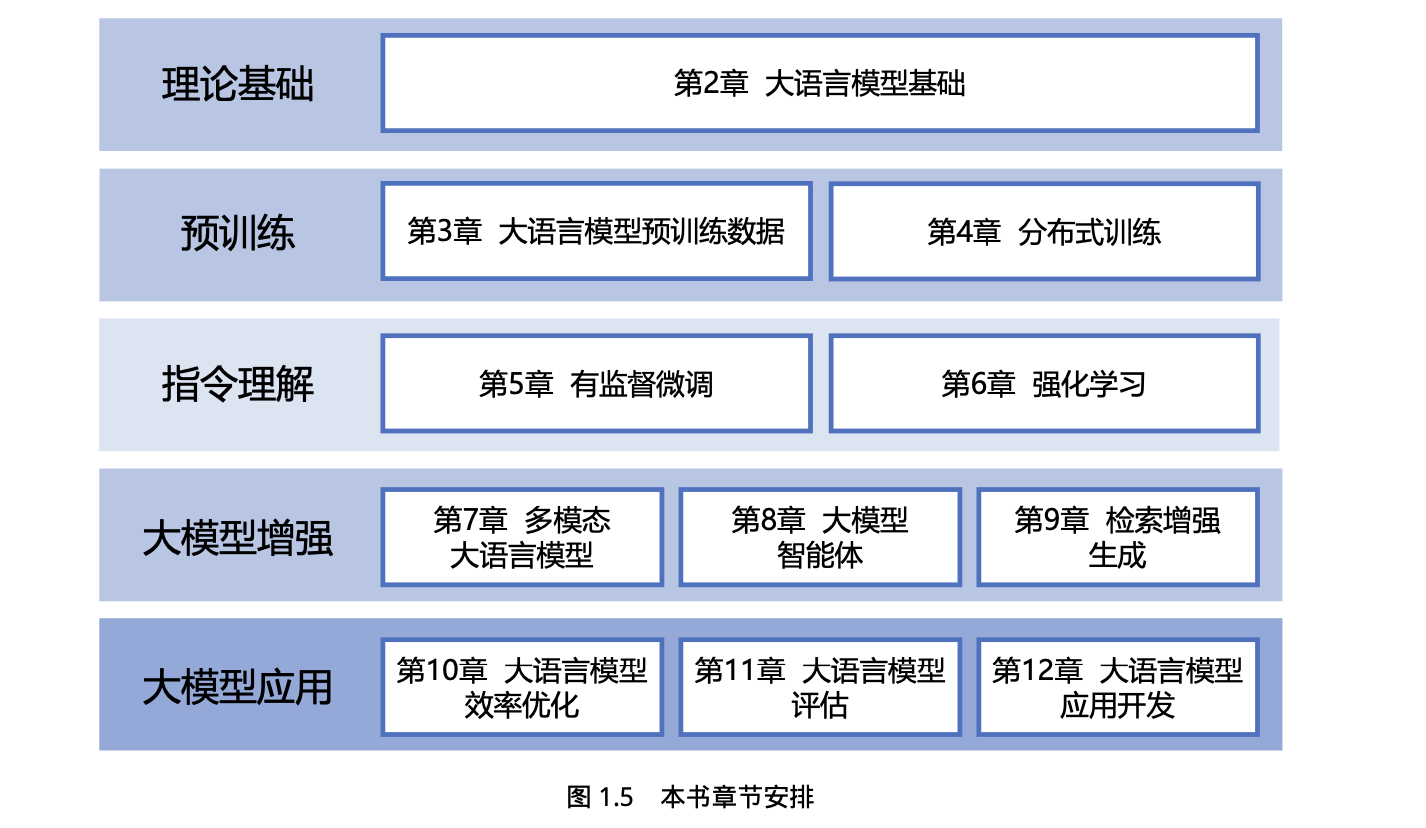 理论基础
第2章 大语言模型基础
预训练
第3章 大语言模型预训练数据
第4章 分布式训练
指令理解
第5章 有监督微调
第6章 强化学习
大模型增强
第7章 多模态
大语言模型
第8章 大模型
智能体
第9章 检索增强
生成
大模型应用
第10章 大语言模型
效率优化
第11章 大语言模型
评估
第12章 大语言模型
应用开发
图 1.5 本书章节安排